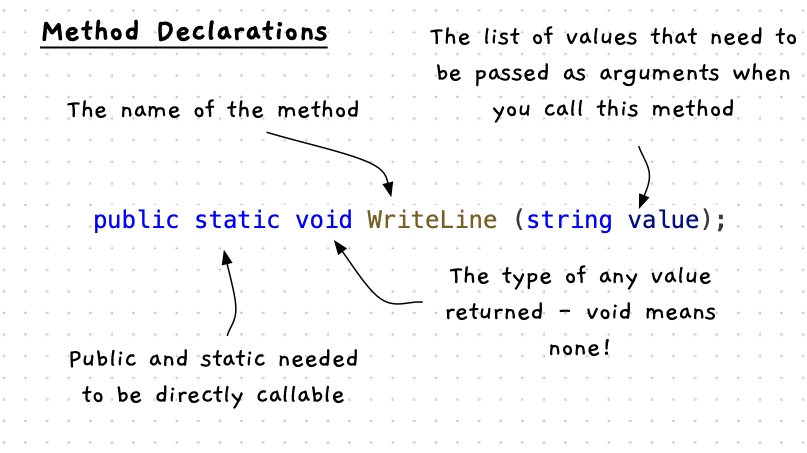 Method Declarations
The list of values that need to
be passed as arguments when
you call this method
The name of the method
public static void WriteLine (string value);
The type of any value
returned - void means
none!
Public and static needed
to be directly callable